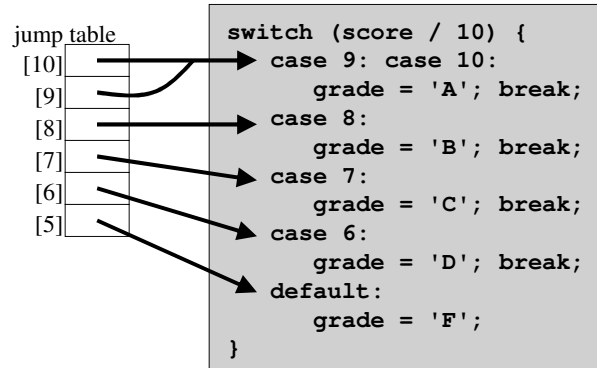 jump table
[10]
[9]
[8]
[7]
[6]
[5]
switch (score / 10) {
case 9: case 10:
grade = 'A'; break;
case 8:
grade = 'B'; break;
case 7:
grade = 'C'; break;
case 6:
grade = 'D'; break;
default:
grade = 'F';
}